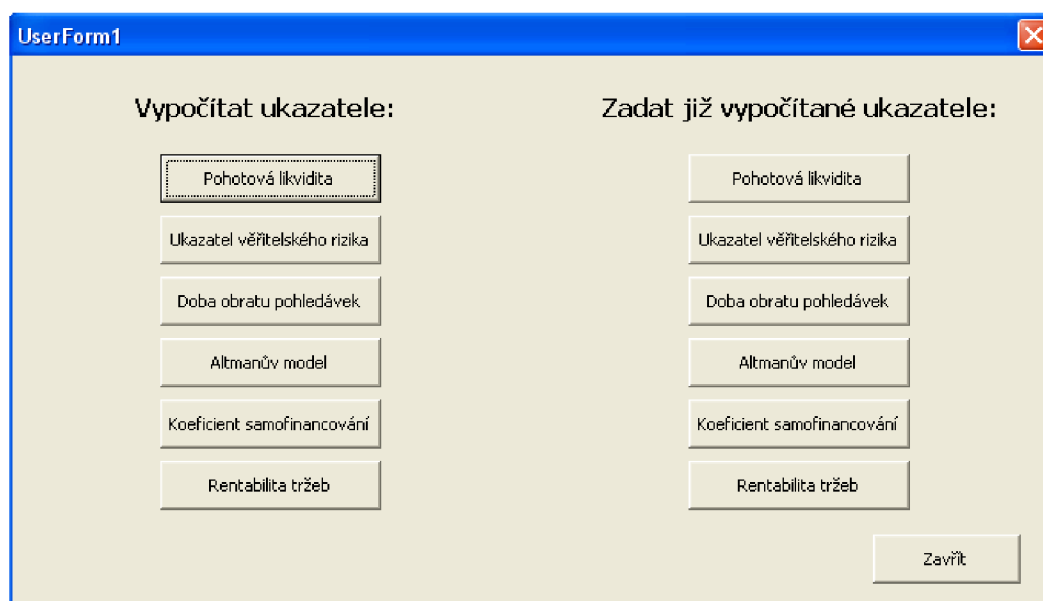 UserForm1
Vypočítat ukazatele:
Pohotová likvidita
Ukazatel věřitelského rizika
Doba obratu pohledávek
Altmanův model
Koeficient samofinancování
Rentabilita tržeb
Zadat již vypočítané ukazatele:
Pohotová likvidita
Ukazatel věřitelského rizika
Doba obratu pohledávek
Altmanův model
Koeficient samofinancování
Rentabilita tržeb
Zavřít